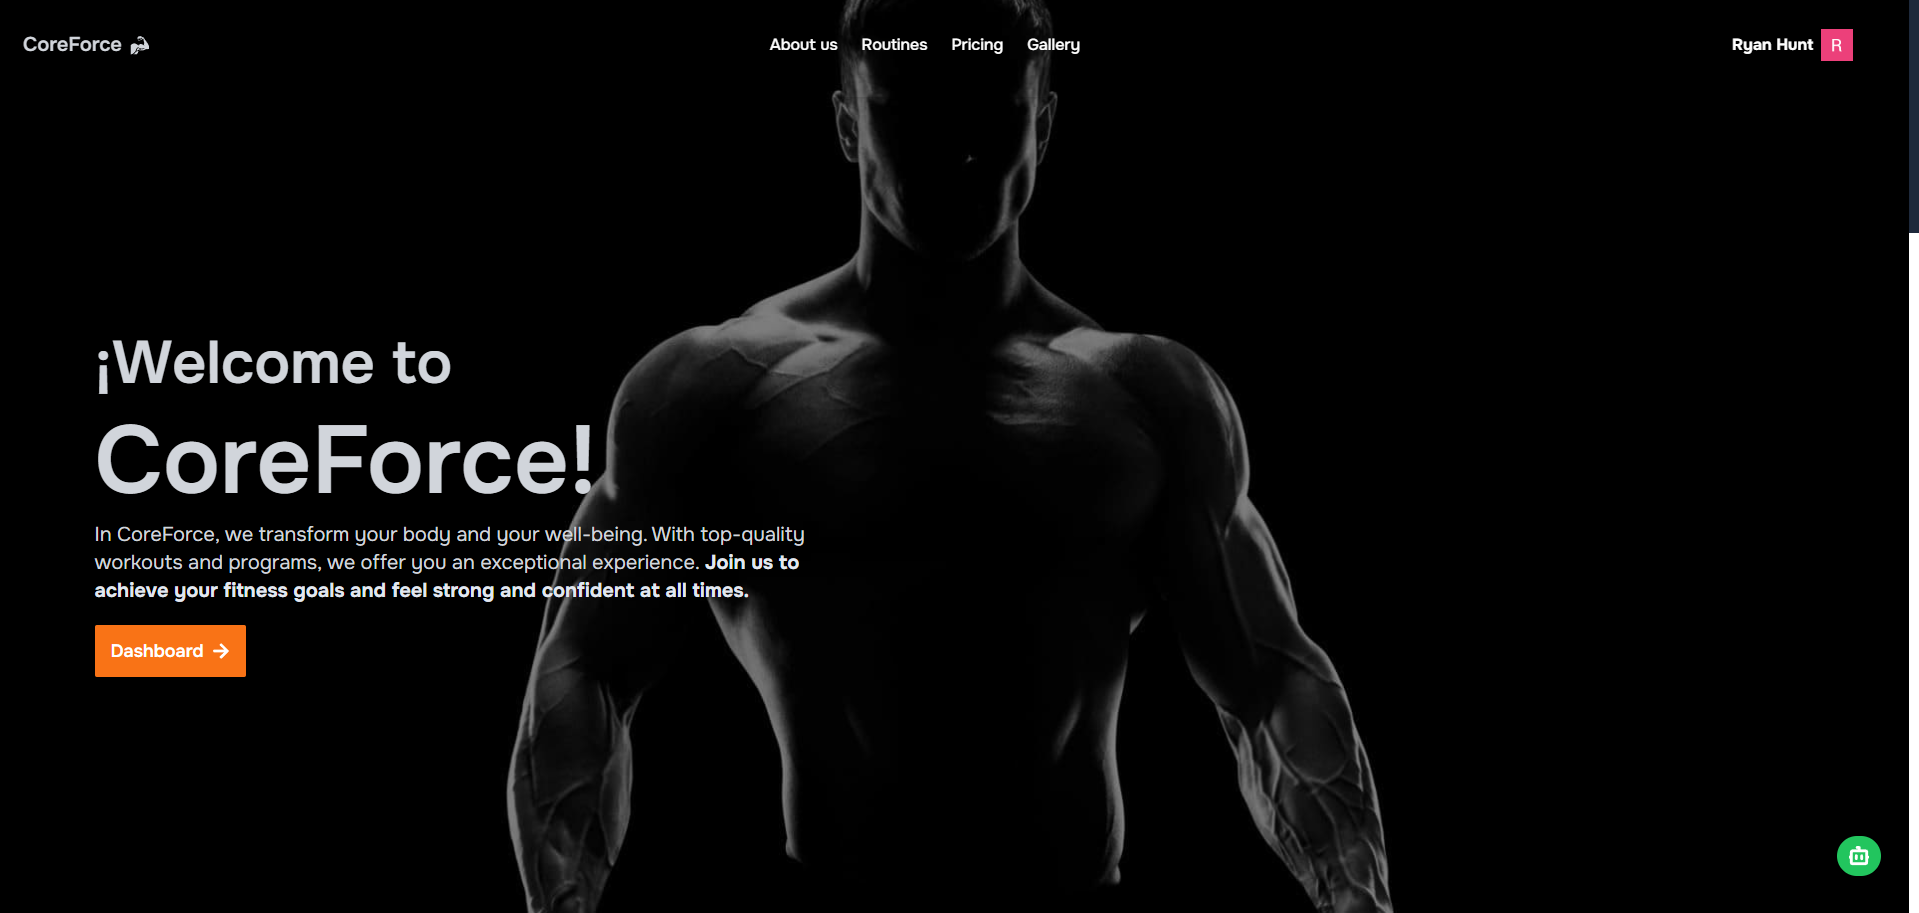 CoreForce
About us
Routines
Pricing
Gallery
Ryan Hunt
R
¡Welcome to
CoreForce!
In CoreForce, we transform your body and your well-being. With top-quality
workouts and programs, we offer you an exceptional experience. Join us to
achieve your fitness goals and feel strong and confident at all times.
Dashboard